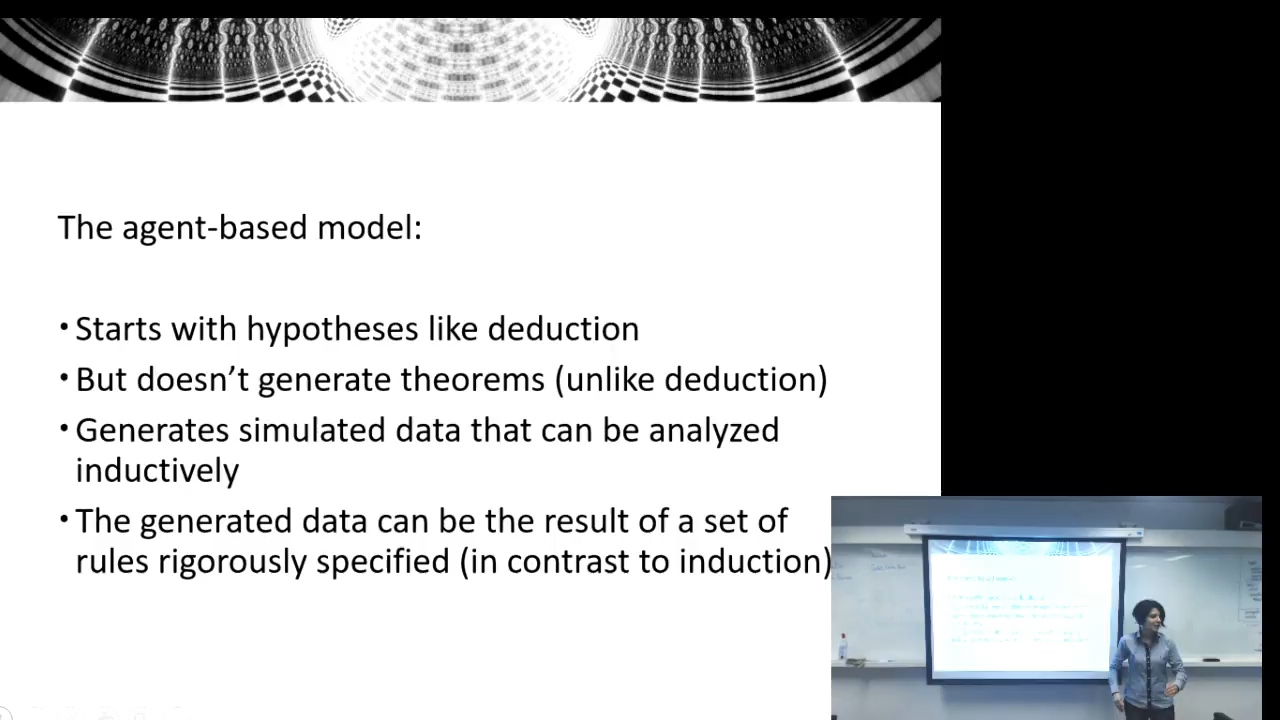 The agent-based model:
• Starts with hypotheses like deduction
• But doesn’t generate theorems (unlike deduction)
• Generates simulated data that can be analyzed
inductively
• The generated data can be the result of a set of
rules rigorously specified (in contrast to induction)